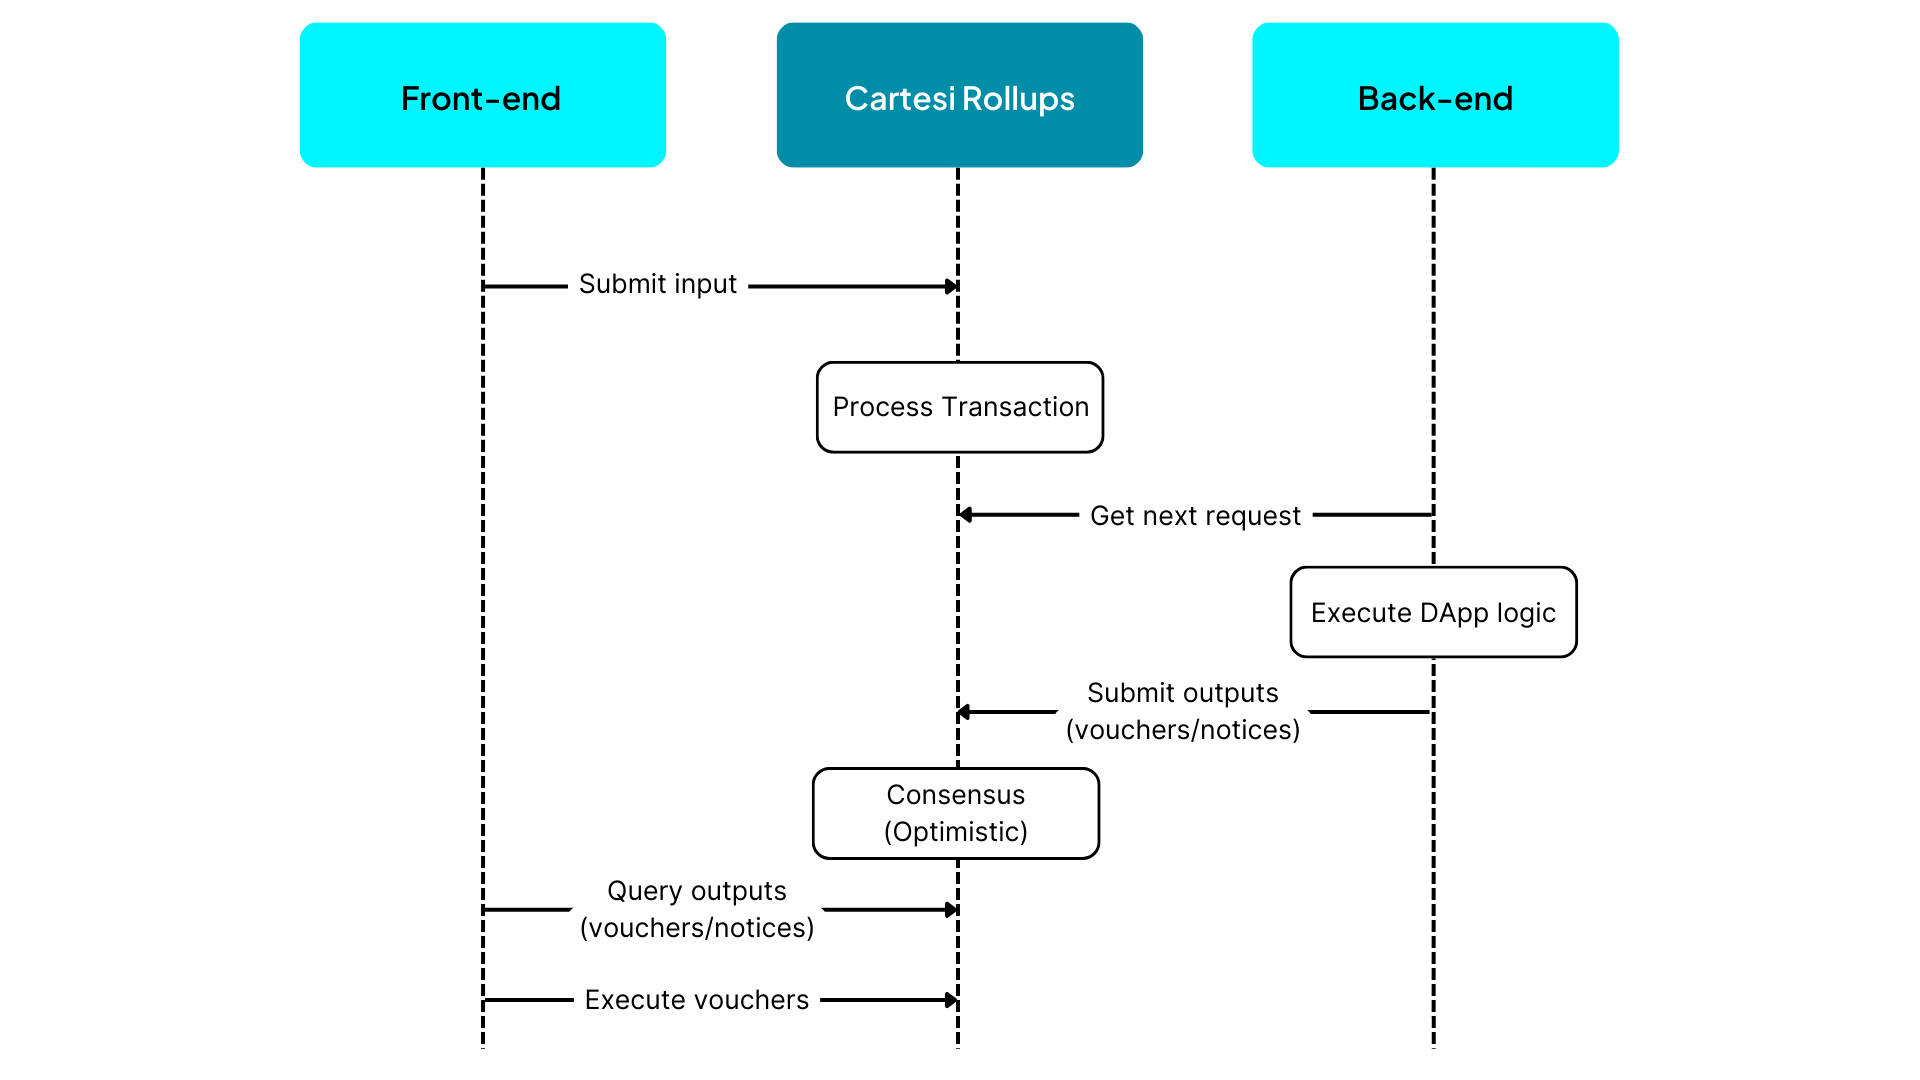 Front-end
Cartesi Rollups
Back-end
Submit input
Process Transaction
Get next request
Execute DApp logic
Submit outputs
(vouchers/notices)
Consensus
(Optimistic)
Query outputs
(vouchers/notices)
Execute vouchers